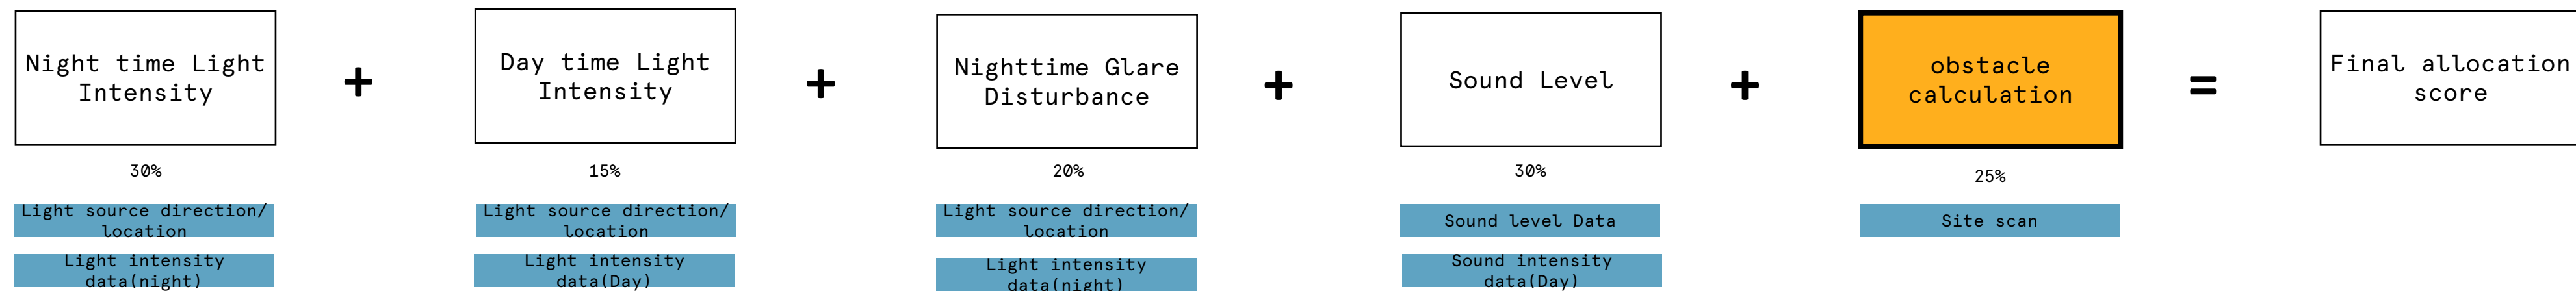 Night time Light
Intensity
+
Day time Light
Intensity
+
Nighttime Glare
Disturbance
+
Sound Level
+
obstacle
calculation
=
Final allocation
score
30%
15%
20%
30%
25%
Light source direction/
location
Light source direction/
location
Light source direction/
location
Sound level Data
Site scan
Light intensity
data(night)
Light intensity
data(Day)
Light intensity
data(night)
Sound intensity
data(Day)